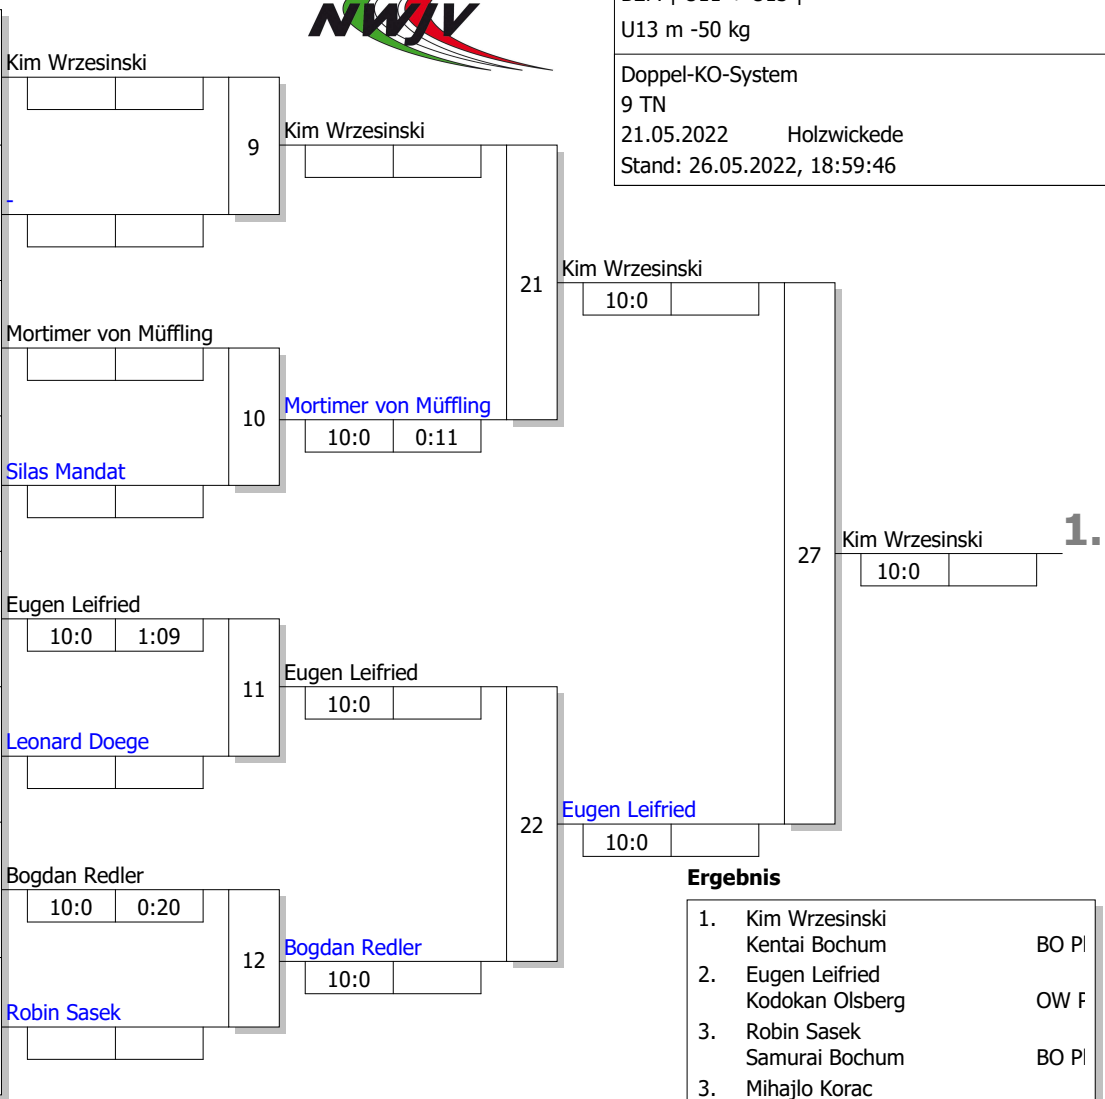 NWJV
U13 m -50 kg
Doppel-KO-System
9 TN
21.05.2022 Holzwickede
Stand: 26.05.2022, 18:59:46
Kim Wrzesinski
9
-
Kim Wrzesinski
Mortimer von Müffling
10
Silas Mandat
Mortimer von Müffling
10:0 0:11
21
Kim Wrzesinski
10:0
Eugen Leifried
10:0 1:09
11
Leonard Doege
Eugen Leifried
10:0
Bogdan Redler
10:0 0:20
12
Robin Sasek
Bogdan Redler
10:0
22
Eugen Leifried
10:0
27
Kim Wrzesinski
10:0
1.
Ergebnis
1. Kim Wrzesinski
Kentai Bochum BO
2. Eugen Leifried
Kodokan Olsberg OW
3. Robin Sasek
Samurai Bochum BO
3. Mihajlo Korac